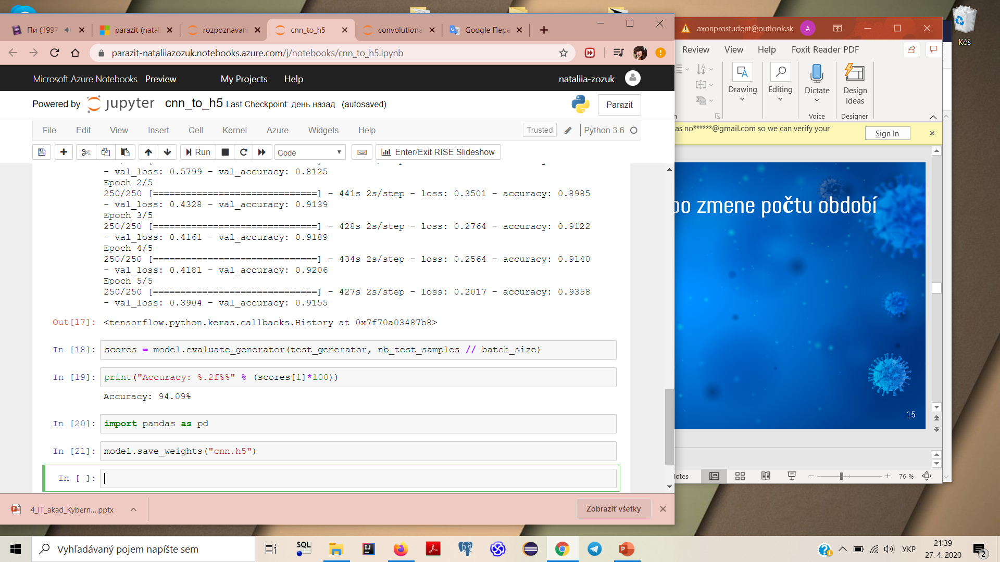 Пи (1997
parazit (natali
rozpoznavani
cnn_to_h5
convolutiona
Google Пере
parazit-nataliiazozuk.notebooks.azure.com/j/notebooks/cnn_to_h5.ipynb
Microsoft Azure Notebooks Preview My Projects Help nataliia-zozuk
Powered by jupyter cnn_to_h5 Last Checkpoint: день назад (autosaved) Parazit
File Edit View Insert Cell Kernel Azure Widgets Help Trusted Python 3.6
Run Code Enter/Exit RISE Slideshow
- val_loss: 0.5799 - val_accuracy: 0.8125
Epoch 2/5
250/250 [==============================] - 441s 2s/step - loss: 0.3501 - accuracy: 0.8985
- val_loss: 0.4328 - val_accuracy: 0.9139
Epoch 3/5
250/250 [==============================] - 428s 2s/step - loss: 0.2764 - accuracy: 0.9122
- val_loss: 0.4161 - val_accuracy: 0.9189
Epoch 4/5
250/250 [==============================] - 434s 2s/step - loss: 0.2564 - accuracy: 0.9140
- val_loss: 0.4181 - val_accuracy: 0.9206
Epoch 5/5
250/250 [==============================] - 427s 2s/step - loss: 0.2017 - accuracy: 0.9358
- val_loss: 0.3904 - val_accuracy: 0.9155
Out[17]: <tensorflow.python.keras.callbacks.History at 0x7f70a03487b8>
In [18]: scores = model.evaluate_generator(test_generator, nb_test_samples // batch_size)
In [19]: print("Accuracy: %.2f%%" % (scores[1]*100))
Accuracy: 94.09%
In [20]: import pandas as pd
In [21]: model.save_weights("cnn.h5")
In [ ]:
4_IT_akad_Kybern....pptx
Zobraziť všetky
axonprostudent@outlook.sk A
Review View Help Foxit Reader PDF
Drawing
Editing
Dictate
Design
Ideas
Voice
Designer
as no******@gmail.com so we can verify your
Sign In
po zmene počtu období
15
lotes
76 %
Kôš
Vyhľadávaný pojem napíšte sem
SQL
IJ
УКР
21:39
27. 4. 2020
2